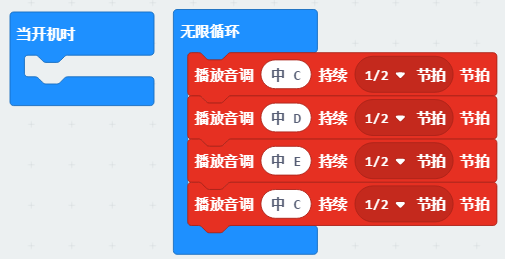 当开机时
无限循环
播放音调 中 C 持续 1/2 节拍 节拍
播放音调 中 D 持续 1/2 节拍 节拍
播放音调 中 E 持续 1/2 节拍 节拍
播放音调 中 C 持续 1/2 节拍 节拍